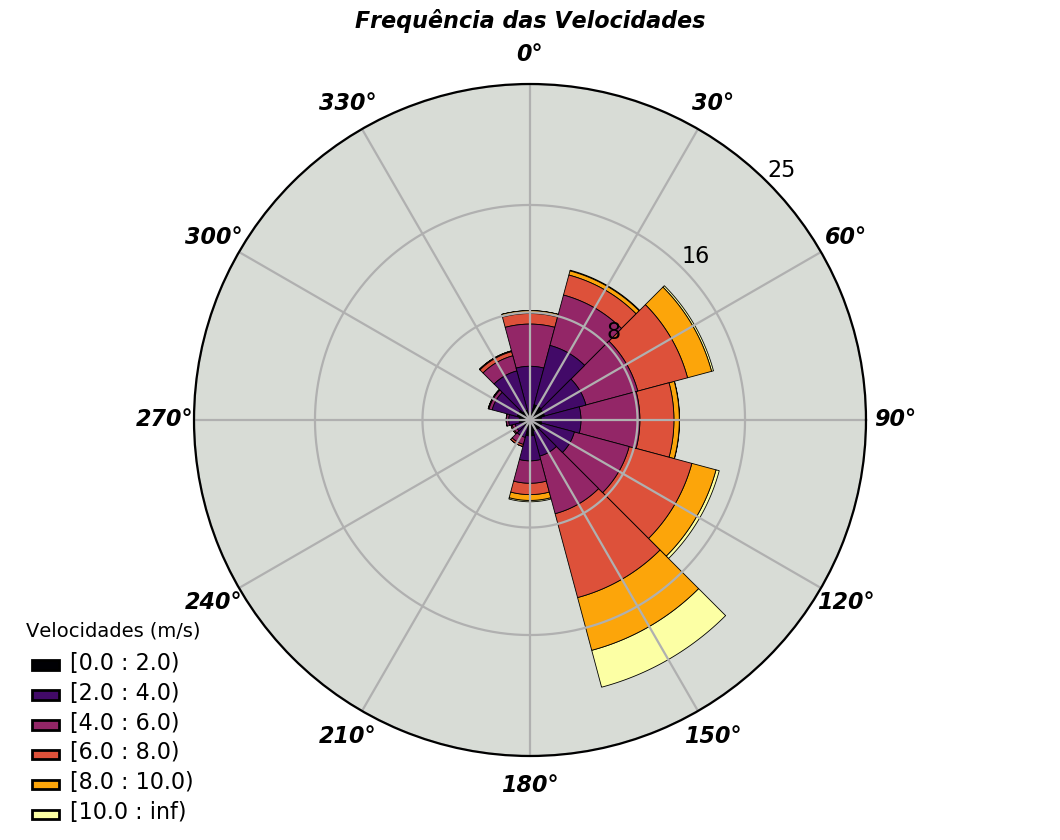 Frequência das Velocidades
0°
330°
30°
25
300°
60°
16
8
270°
90°
240°
120°
210°
150°
180°
Velocidades (m/s)
[0.0 : 2.0)
[2.0 : 4.0)
[4.0 : 6.0)
[6.0 : 8.0)
[8.0 : 10.0)
[10.0 : inf)